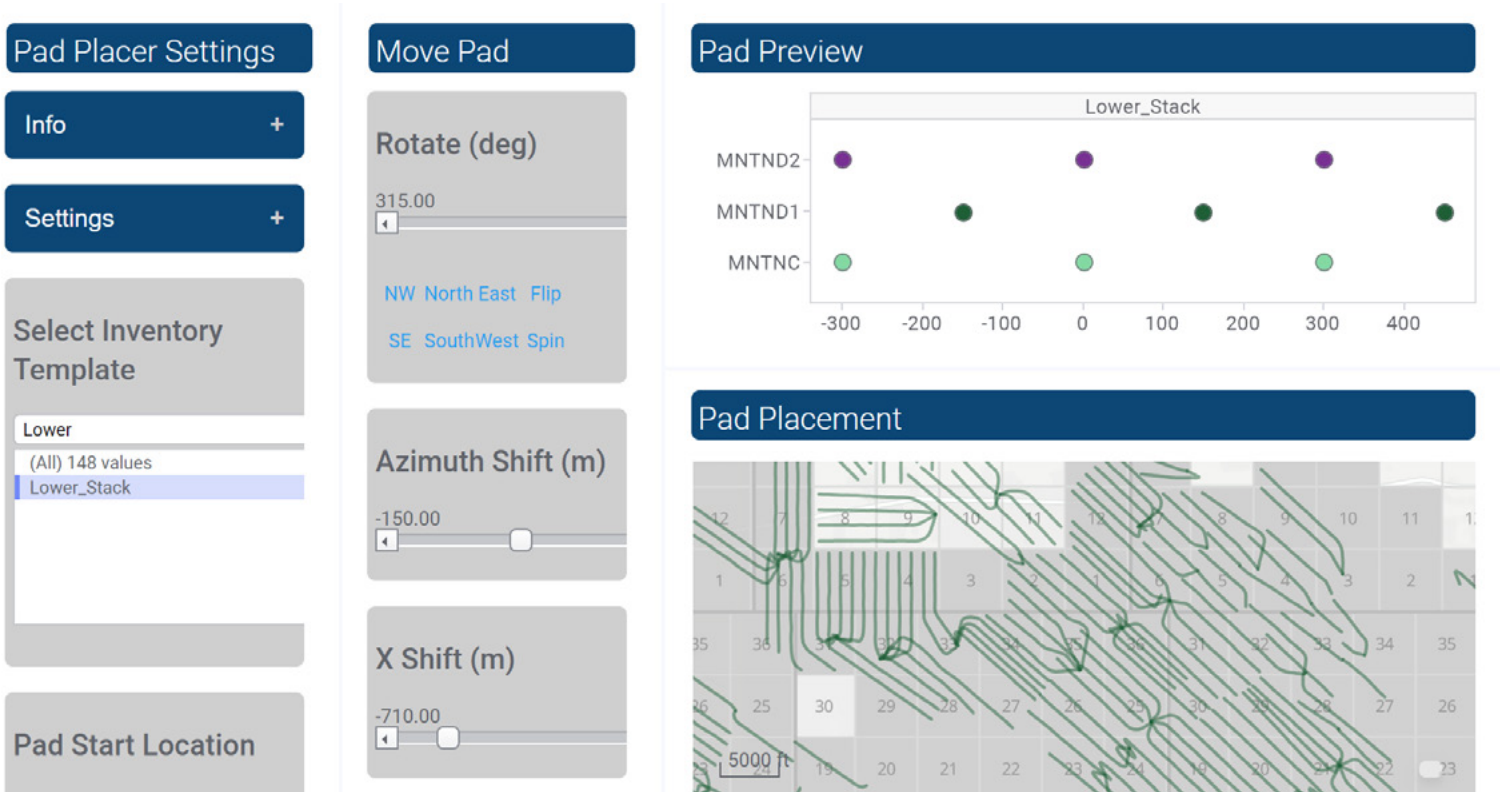 Pad Placer Settings
Info +
Settings +
Select Inventory
Template
Lower
(All) 148 values
Lower_Stack
Pad Start Location
Move Pad
Rotate (deg)
315.00
NW North East Flip
SE SouthWest Spin
Azimuth Shift (m)
-150.00
X Shift (m)
-710.00
Pad Preview
Lower_Stack
MNTND2
MNTND1
MNTNC
-300 -200 -100 0 100 200 300 400
Pad Placement
12 7 8 9 10 11 12 8 9 10 11
1 6 5 4 3 2 1 6 5 4 3 2
35 36 31 32 33 34 35 36 31 32 33 34 35
26 25 30 29 28 27 26 25 30 29 28 27 26
5000 ft
23 24 19 20 21 22 23 24 19 20 21 22 23